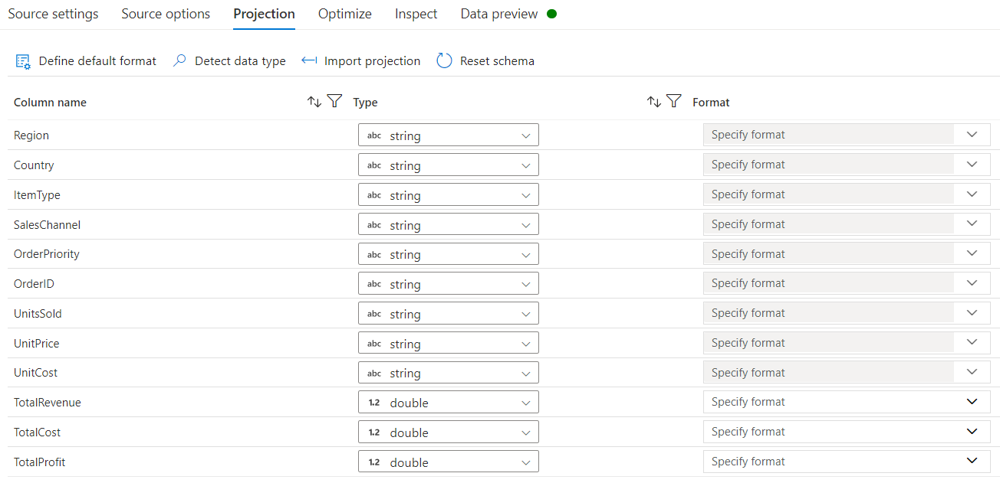 Source settings Source options Projection Optimize Inspect Data preview
Define default format Detect data type Import projection Reset schema
Column name Type Format
Region abc string Specify format
Country abc string Specify format
ItemType abc string Specify format
SalesChannel abc string Specify format
OrderPriority abc string Specify format
OrderID abc string Specify format
UnitsSold abc string Specify format
UnitPrice abc string Specify format
UnitCost abc string Specify format
TotalRevenue 1.2 double Specify format
TotalCost 1.2 double Specify format
TotalProfit 1.2 double Specify format